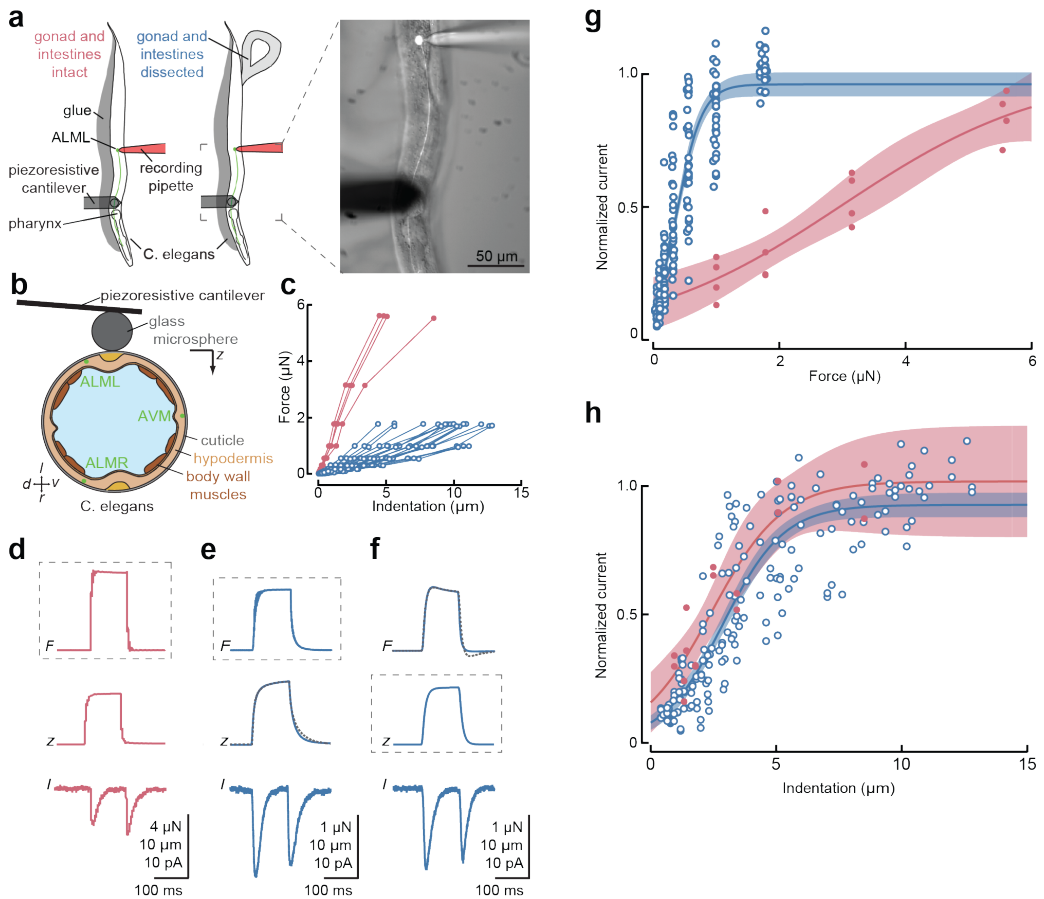 a
gonad and
intestines
intact
gonad and
intestines
dissected
glue
ALML
piezoresistive
cantilever
recording
pipette
pharynx
C. elegans
50 µm
b
piezoresistive cantilever
glass
microsphere
z
ALML
AVM
ALMR
cuticle
hypodermis
body wall
muscles
l
d
v
r
C. elegans
c
Force (µN)
6
4
2
0
0
5
10
15
Indentation (µm)
d
F
z
I
4 µN
10 µm
10 pA
100 ms
e
F
z
1 µN
10 µm
10 pA
100 ms
f
F
z
I
1 µN
10 µm
10 pA
100 ms
g
Normalized current
1.0
0.5
0
0
2
4
6
Force (µN)
h
Normalized current
1.0
0.5
0
0
5
10
15
Indentation (µm)